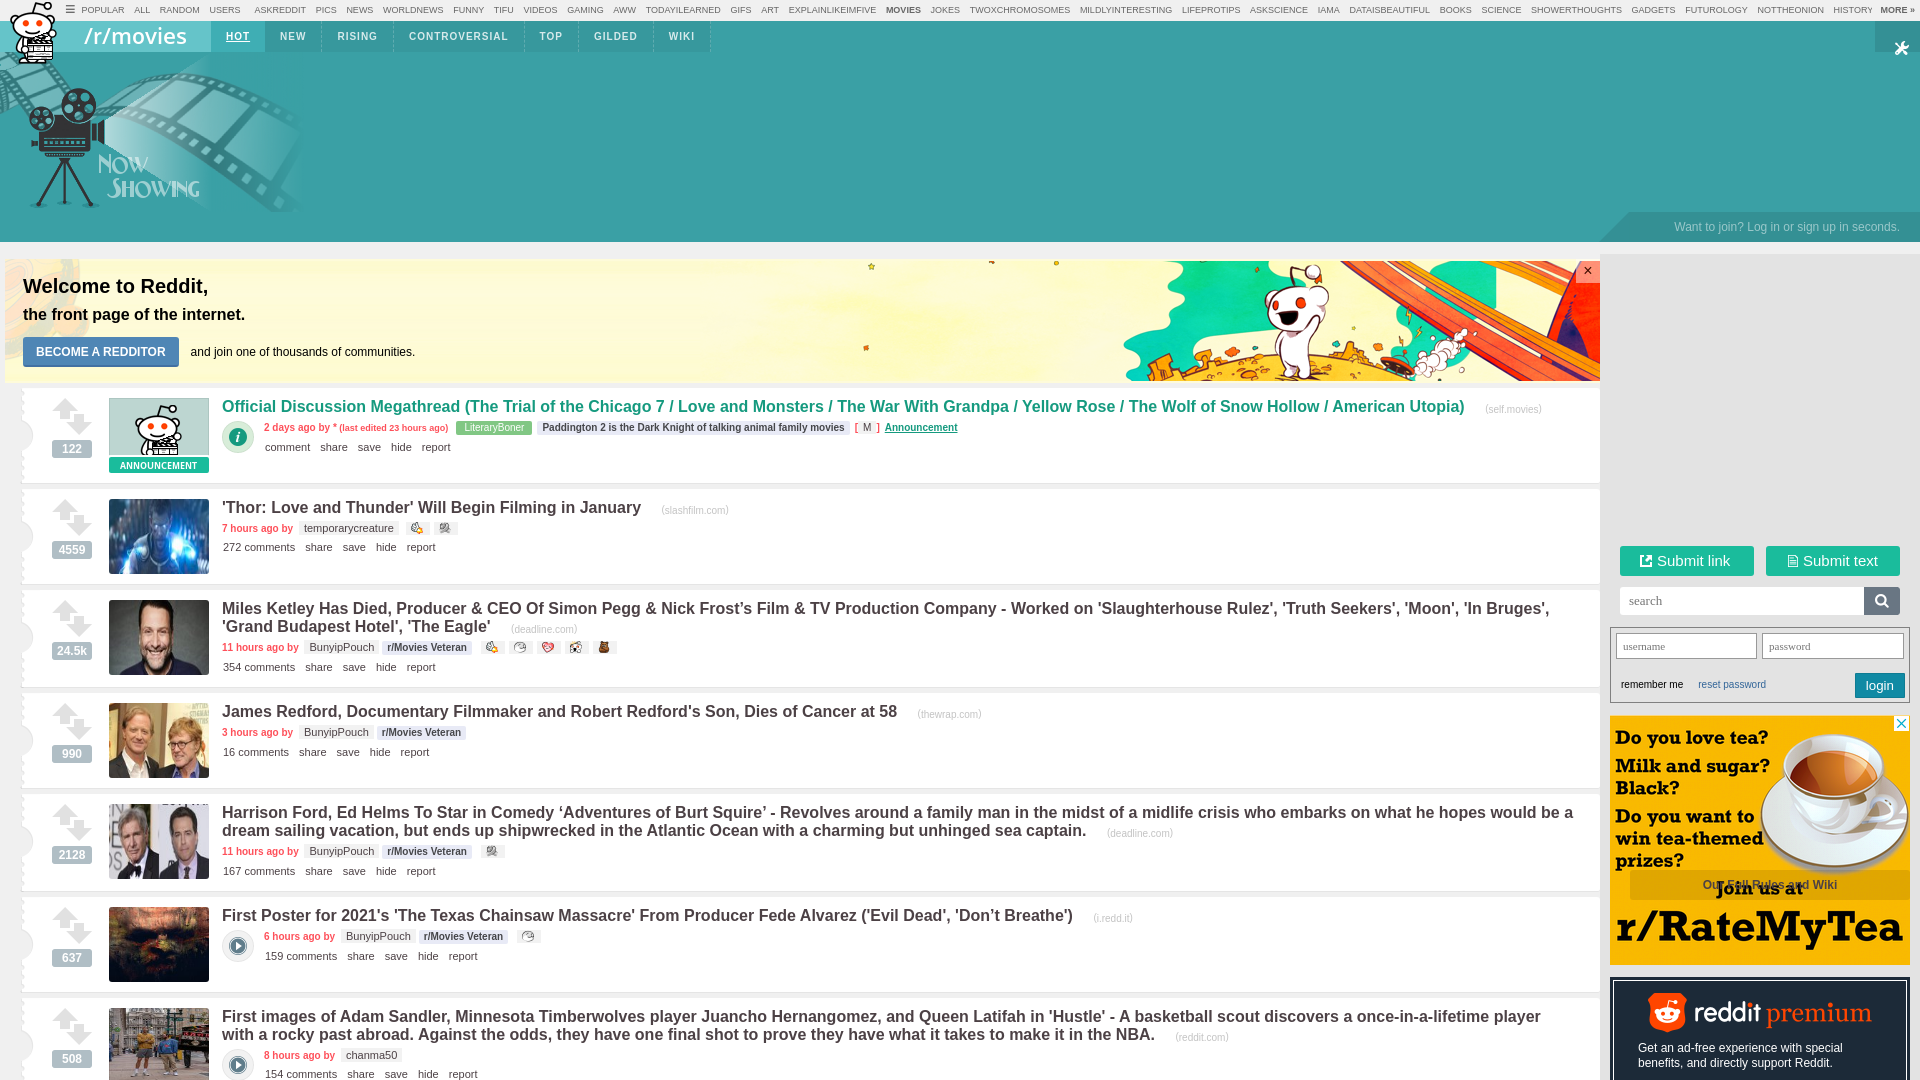 POPULAR ALL RANDOM USERS ASKREDDIT PICS NEWS WORLDNEWS FUNNY TIFU VIDEOS GAMING AWW TODAYILEARNED GIFS ART EXPLAINLIKEIMFIVE MOVIES JOKES TWOXCHROMOSOMES MILDLYINTERESTING LIFEPROTIPS ASKSCIENCE IAMA DATAISBEAUTIFUL BOOKS SCIENCE SHOWERTHOUGHTS GADGETS FUTUROLOGY NOTTHEONION HISTORY MORE »
/r/movies HOT NEW RISING CONTROVERSIAL TOP GILDED WIKI
NOW
SHOWING
Want to join? Log in or sign up in seconds.
Welcome to Reddit,
the front page of the internet.
BECOME A REDDITOR and join one of thousands of communities.
×
122
ANNOUNCEMENT
Official Discussion Megathread (The Trial of the Chicago 7 / Love and Monsters / The War With Grandpa / Yellow Rose / The Wolf of Snow Hollow / American Utopia) (self.movies)
2 days ago by * (last edited 23 hours ago) LiteraryBoner Paddington 2 is the Dark Knight of talking animal family movies [ M ] Announcement
comment share save hide report
4559
'Thor: Love and Thunder' Will Begin Filming in January (slashfilm.com)
7 hours ago by temporarycreature
272 comments share save hide report
24.5k
Miles Ketley Has Died, Producer & CEO Of Simon Pegg & Nick Frost’s Film & TV Production Company - Worked on 'Slaughterhouse Rulez', 'Truth Seekers', 'Moon', 'In Bruges',
'Grand Budapest Hotel', 'The Eagle' (deadline.com)
11 hours ago by BunyipPouch r/Movies Veteran
354 comments share save hide report
990
James Redford, Documentary Filmmaker and Robert Redford's Son, Dies of Cancer at 58 (thewrap.com)
3 hours ago by BunyipPouch r/Movies Veteran
16 comments share save hide report
2128
Harrison Ford, Ed Helms To Star in Comedy ‘Adventures of Burt Squire’ - Revolves around a family man in the midst of a midlife crisis who embarks on what he hopes would be a
dream sailing vacation, but ends up shipwrecked in the Atlantic Ocean with a charming but unhinged sea captain. (deadline.com)
11 hours ago by BunyipPouch r/Movies Veteran
167 comments share save hide report
637
First Poster for 2021's 'The Texas Chainsaw Massacre' From Producer Fede Alvarez ('Evil Dead', 'Don’t Breathe') (i.redd.it)
6 hours ago by BunyipPouch r/Movies Veteran
159 comments share save hide report
508
First images of Adam Sandler, Minnesota Timberwolves player Juancho Hernangomez, and Queen Latifah in 'Hustle' - A basketball scout discovers a once-in-a-lifetime player
with a rocky past abroad. Against the odds, they have one final shot to prove they have what it takes to make it in the NBA. (reddit.com)
8 hours ago by chanma50
154 comments share save hide report
Submit link Submit text
search
username password
remember me reset password login
Do you love tea?
Milk and sugar?
Black?
Do you want to
win tea-themed
prizes?
Join us at
Our Full Rules and Wiki
r/RateMyTea
reddit premium
Get an ad-free experience with special
benefits, and directly support Reddit.